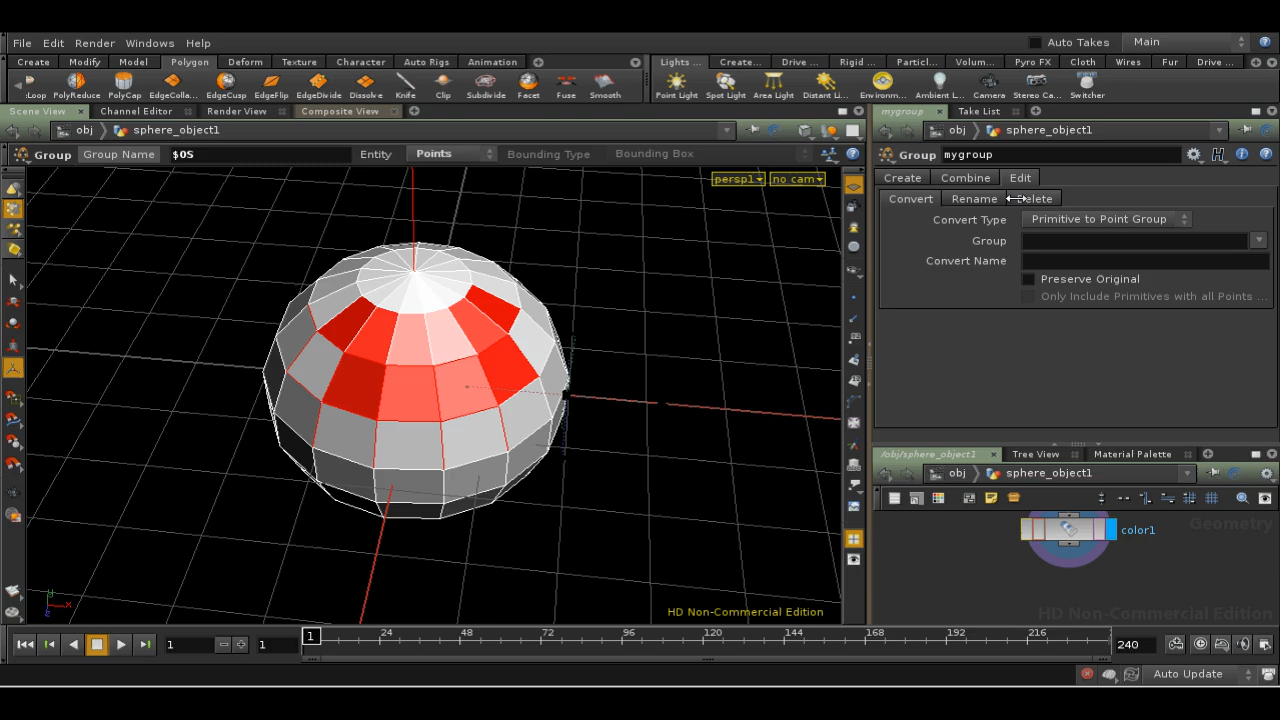 File Edit Render Windows Help Auto Takes Main
Create Modify Model Polygon Deform Texture Character Auto Rigs Animation Lights ... Create... Drive ... Rigid ... Particl... Volum... Pyro FX Cloth Wires Fur Drive ...
:Loop PolyReduce PolyCap EdgeColla... EdgeCusp EdgeFlip EdgeDivide Dissolve Knife Clip Subdivide Facet Fuse Smooth Point Light Spot Light Area Light Distant Li... Environm... Ambient L... Camera Stereo Ca... Switcher
Scene View Channel Editor Render View Composite View mygroup Take List
obj sphere_object1 obj sphere_object1
Group Group Name $OS Entity Points Bounding Type Bounding Box Group mygroup
persp1 no cam
Create Combine Edit
Convert Rename
Convert Type Primitive to Point Group
Group
Convert Name
Preserve Original
Only Include Primitives with all Points ...
/obj/sphere_object1 Tree View Material Palette
obj sphere_object1
Geometry
color1
y x z
HD Non-Commercial Edition
HD Non-Commercial Edition
1 1 1 24 48 72 96 120 144 168 192 216 240
Auto Update